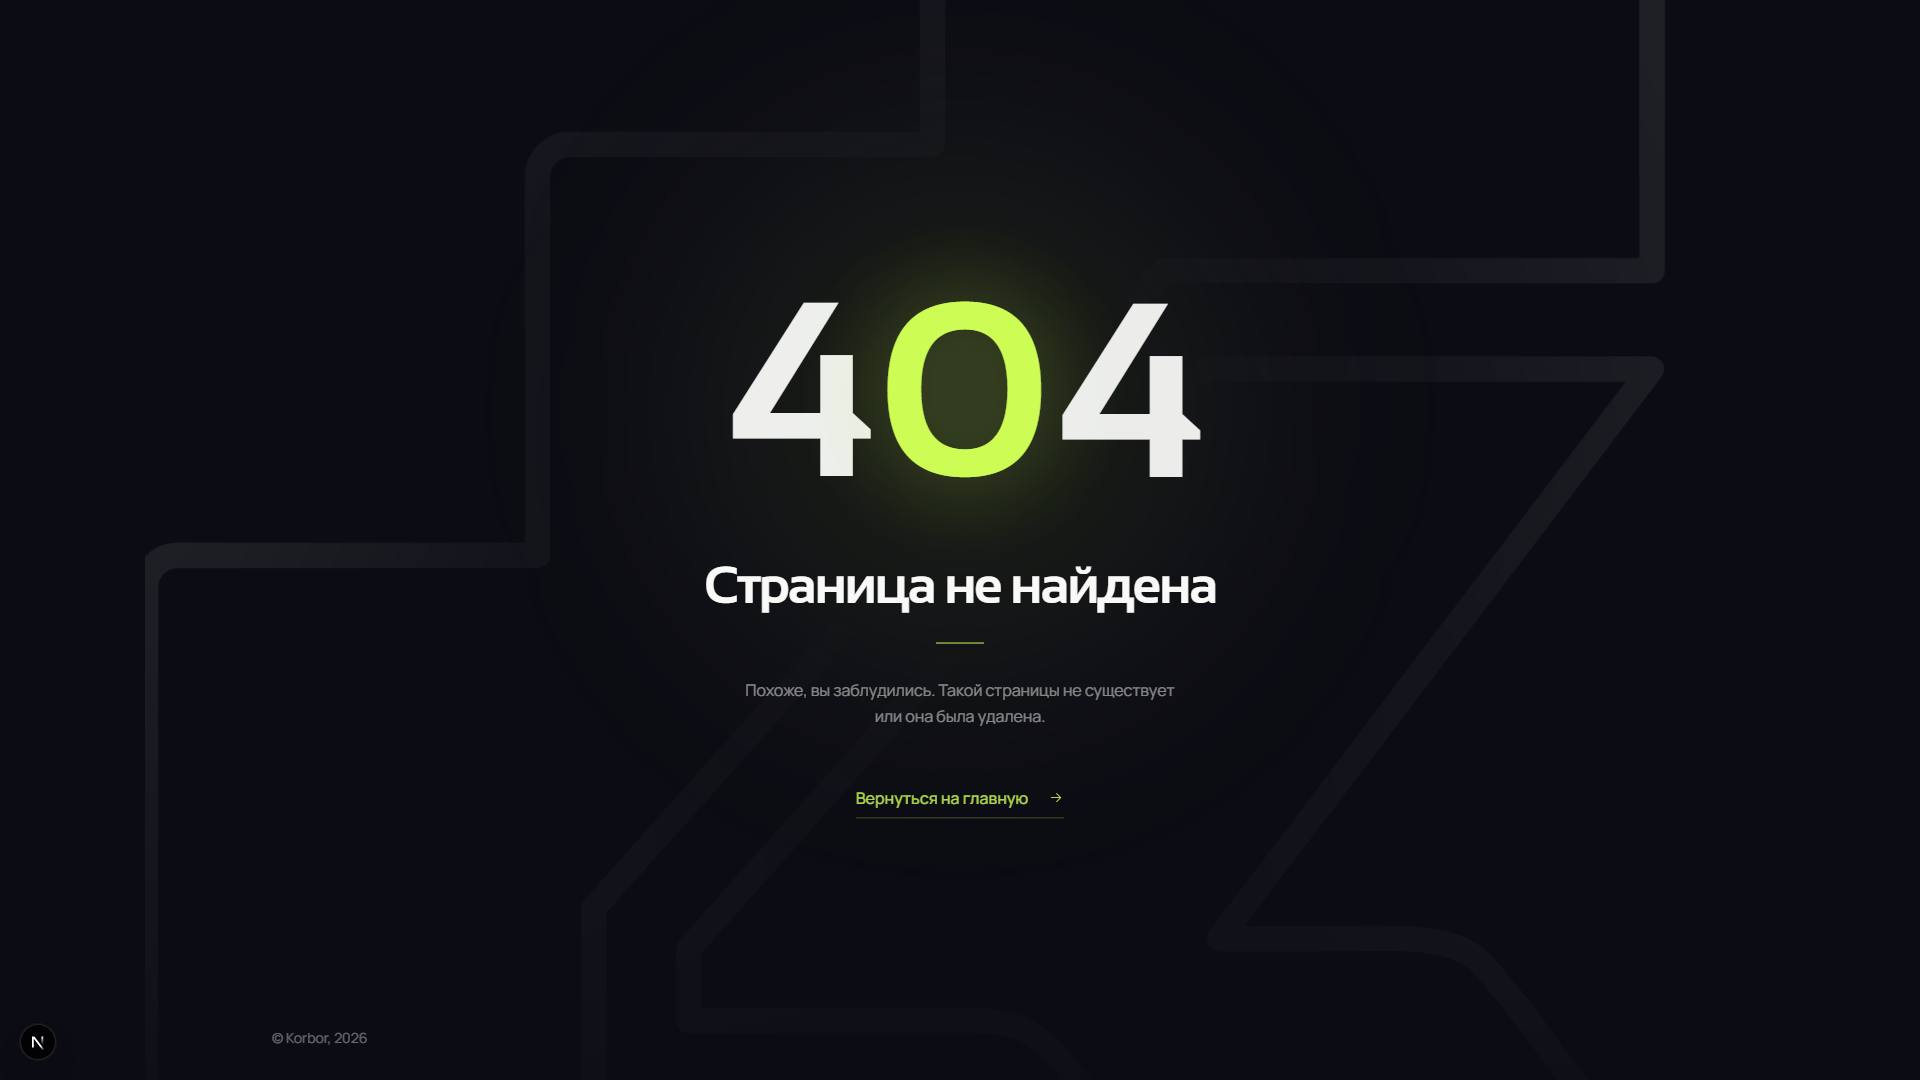 404
Страница не найдена
Похоже, вы заблудились. Такой страницы не существует
или она была удалена.
Вернуться на главную →
© Korbor, 2026
N